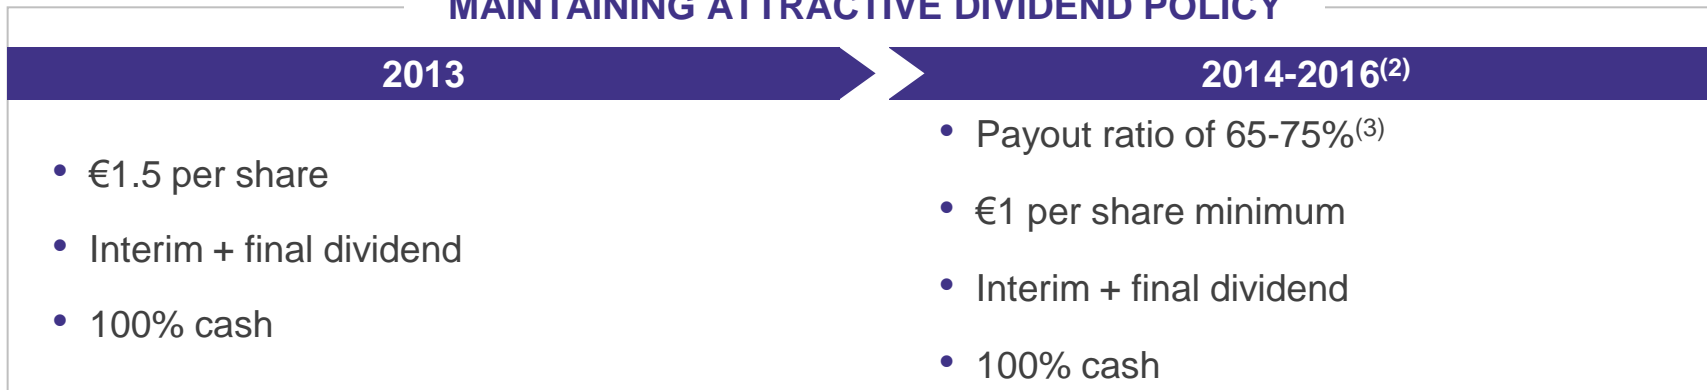 MAINTAINING ATTRACTIVE DIVIDEND POLICY
2013
• €1.5 per share
• Interim + final dividend
• 100% cash
2014-2016(2)
• Payout ratio of 65-75%(3)
• €1 per share minimum
• Interim + final dividend
• 100% cash